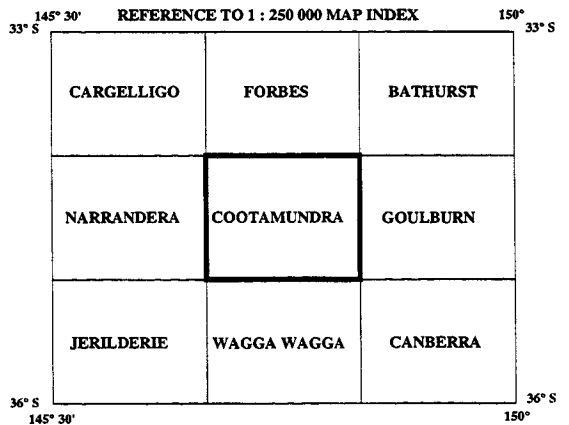 145° 30' REFERENCE TO 1 : 250 000 MAP INDEX 150°
33° S 33° S
CARGELLIGO FORBES BATHURST
NARRANDERA COOTAMUNDRA GOULBURN
JERILDERIE WAGGA WAGGA CANBERRA
36° S 36° S
145° 30' 150°